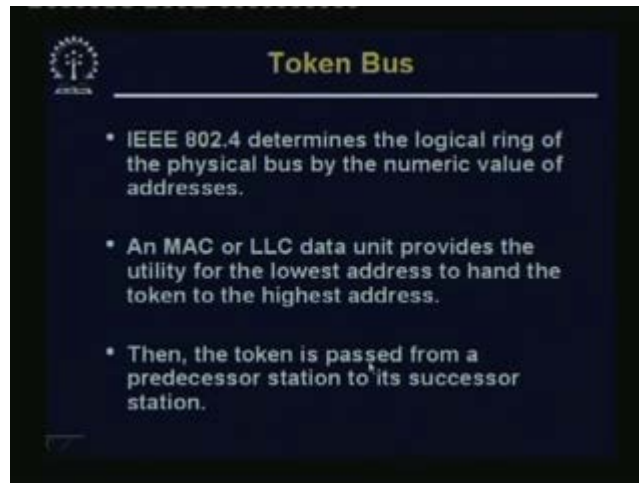 Token Bus
• IEEE 802.4 determines the logical ring of
the physical bus by the numeric value of
addresses.
• An MAC or LLC data unit provides the
utility for the lowest address to hand the
token to the highest address.
• Then, the token is passed from a
predecessor station to its successor
station.